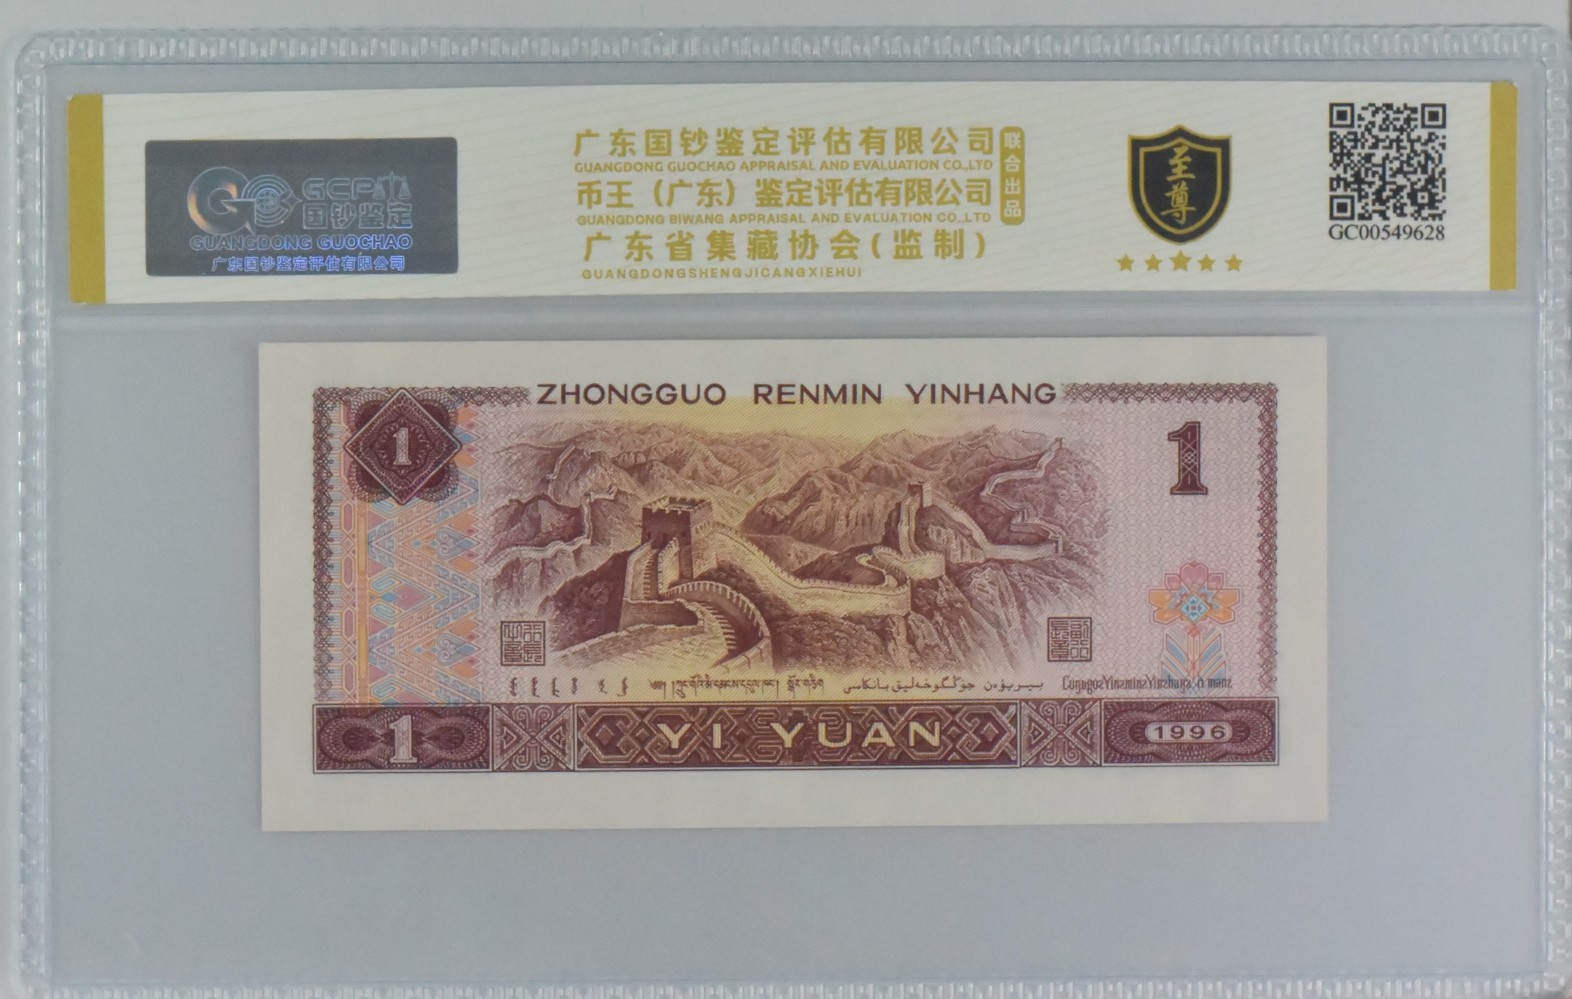 GCP
国钞鉴定
GUANGDONG GUOCHAO
广东国钞鉴定评估有限公司
广东国钞鉴定评估有限公司
GUANGDONG GUOCHAO APPRAISAL AND EVALUATION CO.,LTD
币王（广东）鉴定评估有限公司
GUANGDONG BIWANG APPRAISAL AND EVALUATION CO.,LTD
广东省集藏协会(监制)
GUANGDONGSHENGJICANGXIEHUI
联合出品
至尊
GC00549628
ZHONGGUO RENMIN YINHANG
1
1
1
YI YUAN
1996